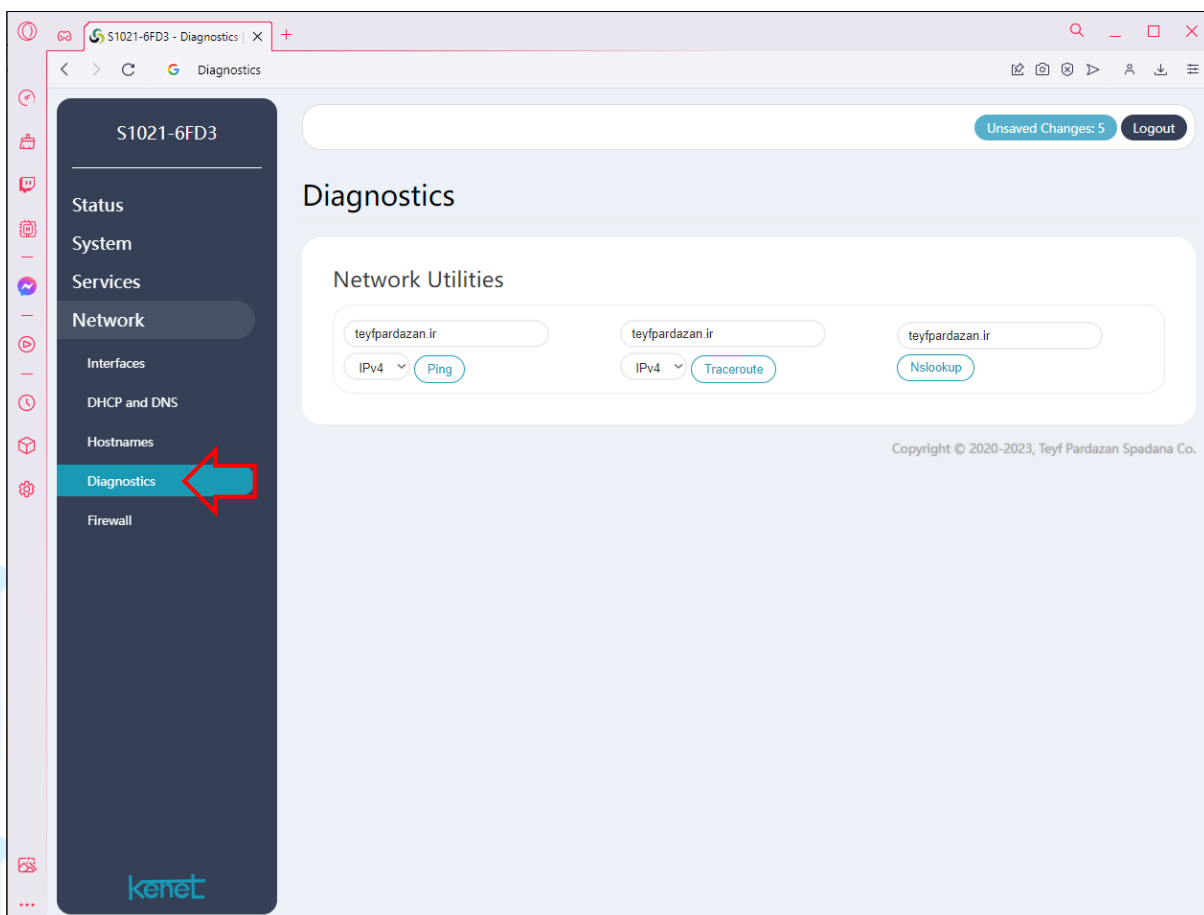 S1021-6FD3 - Diagnostics |
Diagnostics
S1021-6FD3
Status
System
Services
Network
Interfaces
DHCP and DNS
Hostnames
Diagnostics
Firewall
kenet
Unsaved Changes: 5
Logout
Diagnostics
Network Utilities
teyfpardazan.ir
IPv4
Ping
teyfpardazan.ir
IPv4
Traceroute
teyfpardazan.ir
Nslookup
Copyright © 2020-2023, Teyf Pardazan Spadana Co.